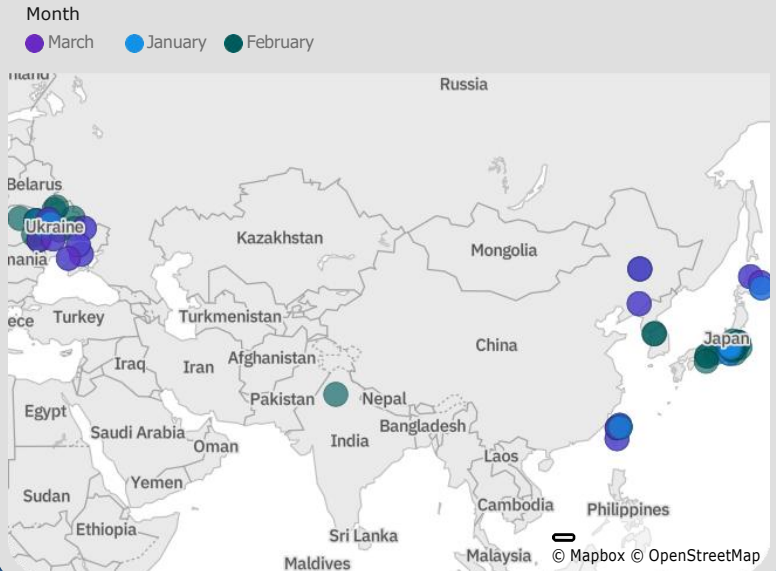 Month
March January February
Russia
Belarus
Ukraine
Kazakhstan
Mongolia
Turkey
Turkmenistan
Japan
China
Iraq
Iran
Afghanistan
Pakistan
Nepal
Egypt
Saudi Arabia
Oman
India
Bangladesh
Laos
Yemen
Sudan
Cambodia
Philippines
Ethiopia
Sri Lanka
Maldives
Malaysia
© Mapbox © OpenStreetMap